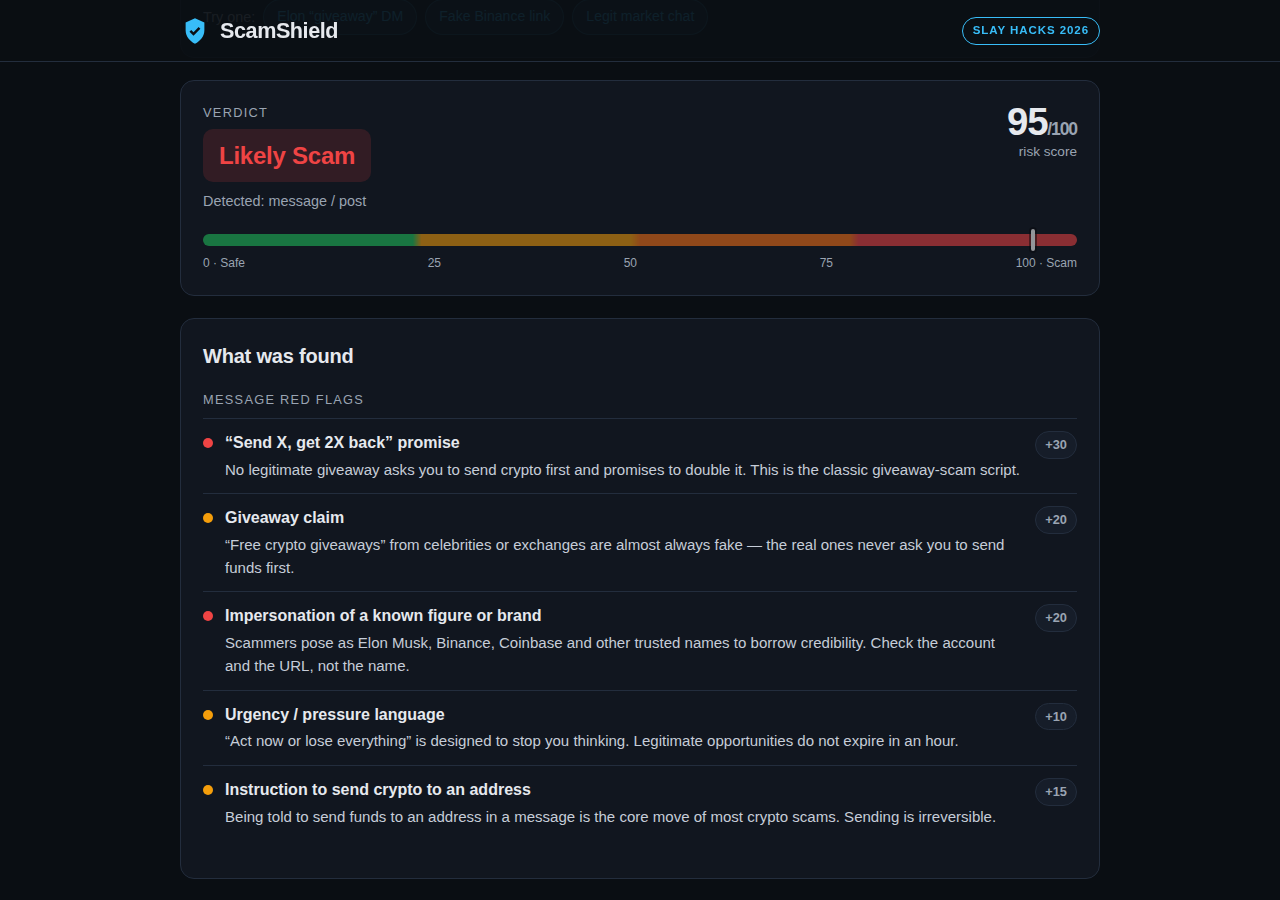 Try one: Elon "giveaway" DM Fake Binance link Legit market chat
ScamShield
SLAY HACKS 2026
VERDICT
95/100
Likely Scam
risk score
Detected: message / post
0 · Safe 25 50 75 100 · Scam
What was found
MESSAGE RED FLAGS
“Send X, get 2X back” promise
+30
No legitimate giveaway asks you to send crypto first and promises to double it. This is the classic giveaway-scam script.
Giveaway claim
+20
“Free crypto giveaways” from celebrities or exchanges are almost always fake — the real ones never ask you to send
funds first.
Impersonation of a known figure or brand
+20
Scammers pose as Elon Musk, Binance, Coinbase and other trusted names to borrow credibility. Check the account
and the URL, not the name.
Urgency / pressure language
+10
“Act now or lose everything” is designed to stop you thinking. Legitimate opportunities do not expire in an hour.
Instruction to send crypto to an address
+15
Being told to send funds to an address in a message is the core move of most crypto scams. Sending is irreversible.